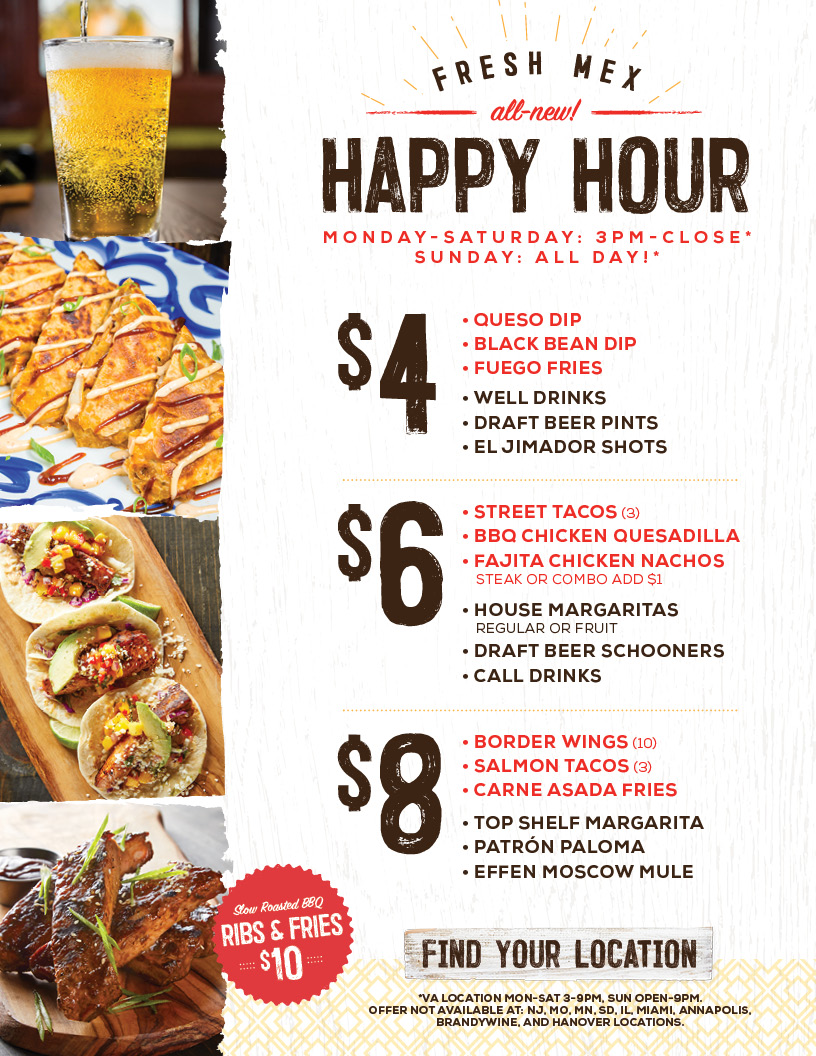 FRESH MEX
all-new!
HAPPY HOUR
MONDAY-SATURDAY: 3PM-CLOSE*
SUNDAY: ALL DAY!*
$4
• QUESO DIP
• BLACK BEAN DIP
• FUEGO FRIES
• WELL DRINKS
• DRAFT BEER PINTS
• EL JIMADOR SHOTS
$6
• STREET TACOS (3)
• BBQ CHICKEN QUESADILLA
• FAJITA CHICKEN NACHOS
STEAK OR COMBO ADD $1
• HOUSE MARGARITAS
REGULAR OR FRUIT
• DRAFT BEER SCHOONERS
• CALL DRINKS
$8
• BORDER WINGS (10)
• SALMON TACOS (3)
• CARNE ASADA FRIES
• TOP SHELF MARGARITA
• PATRÓN PALOMA
• EFFEN MOSCOW MULE
Slow Roasted BBQ
RIBS & FRIES
$10
FIND YOUR LOCATION
*VA LOCATION MON-SAT 3-9PM, SUN OPEN-9PM.
OFFER NOT AVAILABLE AT: NJ, MO, MN, SD, IL, MIAMI, ANNAPOLIS,
BRANDYWINE, AND HANOVER LOCATIONS.